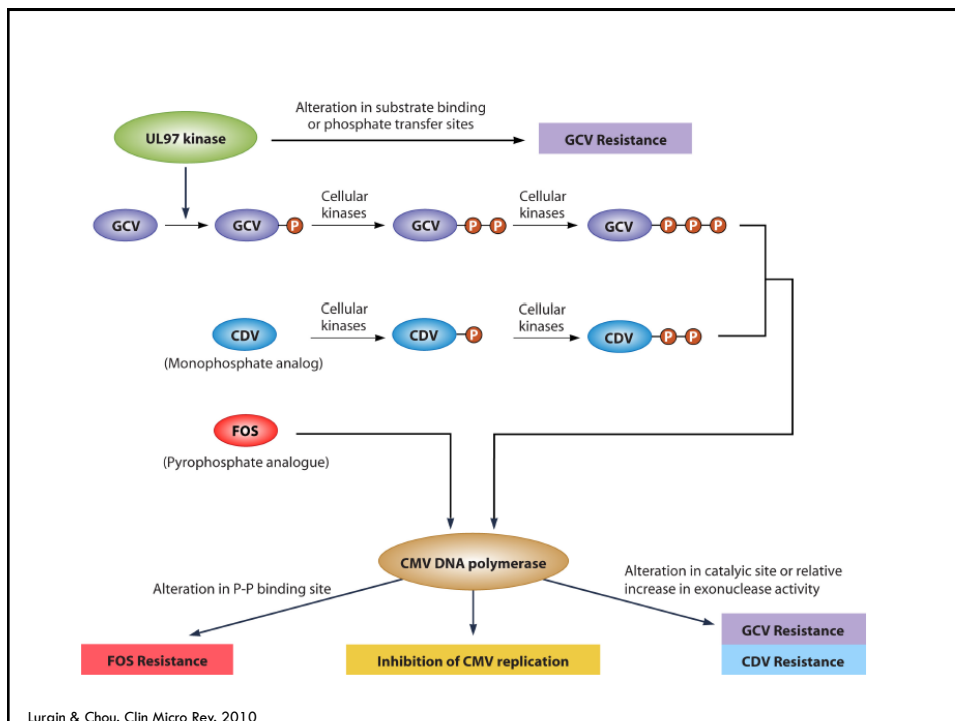 Alteration in substrate binding
or phosphate transfer sites
UL97 kinase
GCV Resistance
Cellular
kinases
Cellular
kinases
GCV
GCV
P
GCV
P P
GCV
P P P
Cellular
kinases
Cellular
kinases
CDV
CDV
P
CDV
P P
(Monophosphate analog)
FOS
(Pyrophosphate analogue)
CMV DNA polymerase
Alteration in P-P binding site
Alteration in catalyic site or relative
increase in exonuclease activity
GCV Resistance
FOS Resistance
Inhibition of CMV replication
CDV Resistance
Lurain & Chou, Clin Micro Rev, 2010